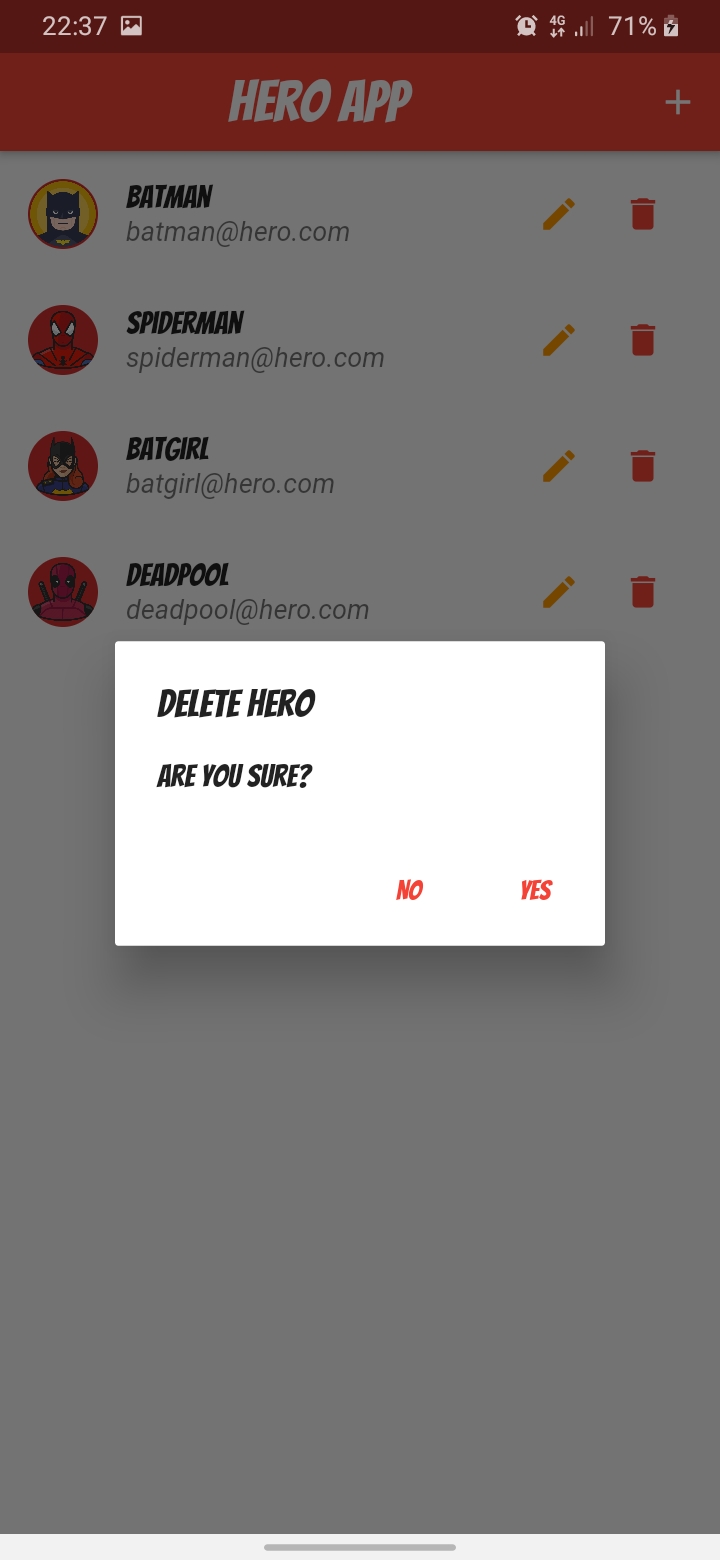 22:37
4G
71%
HERO APP
BATMAN
batman@hero.com
SPIDERMAN
spiderman@hero.com
BATGIRL
batgirl@hero.com
DEADPOOL
deadpool@hero.com
DELETE HERO
ARE YOU SURE?
NO
YES